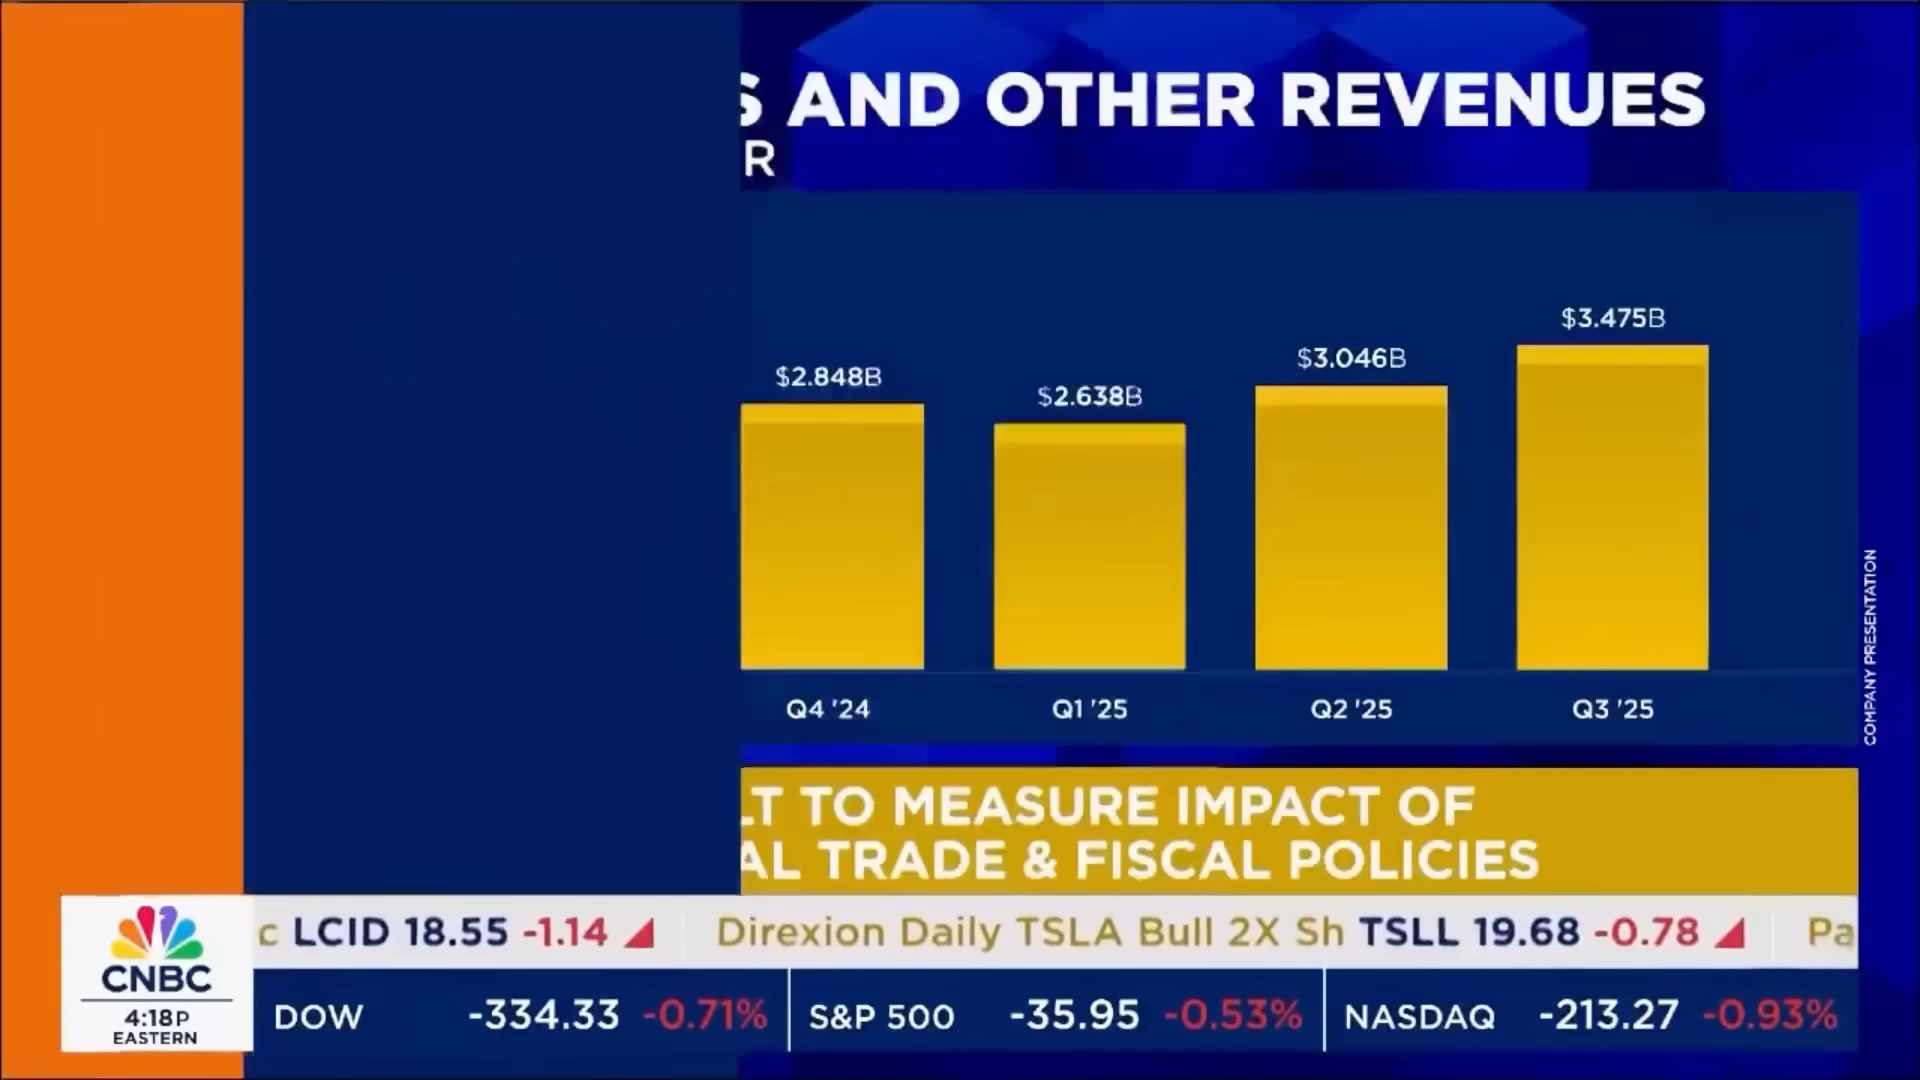 S AND OTHER REVENUES
R
$2.848B
$2.638B
$3.046B
$3.475B
Q4 '24
Q1 '25
Q2 '25
Q3 '25
COMPANY PRESENTATION
LT TO MEASURE IMPACT OF
AL TRADE & FISCAL POLICIES
c LCID 18.55 -1.14 Direxion Daily TSLA Bull 2X Sh TSLL 19.68 -0.78 Pa
CNBC
4:18P
EASTERN
DOW -334.33 -0.71% S&P 500 -35.95 -0.53% NASDAQ -213.27 -0.93%